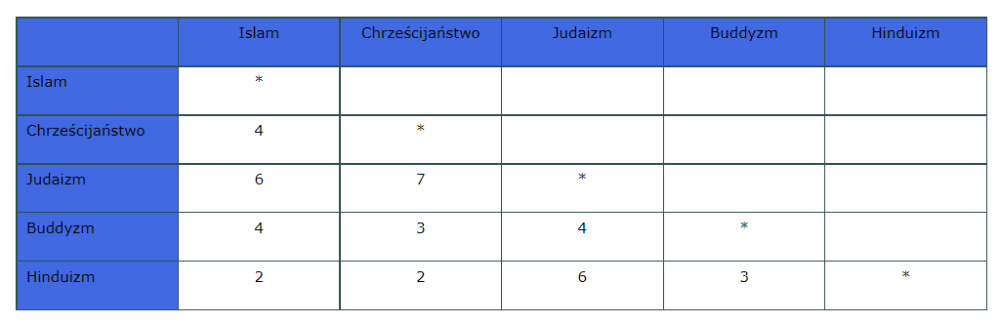 Islam Chrześcijaństwo Judaizm Buddyzm Hinduizm
Islam *
Chrześcijaństwo 4 *
Judaizm 6 7 *
Buddyzm 4 3 4 *
Hinduizm 2 2 6 3 *